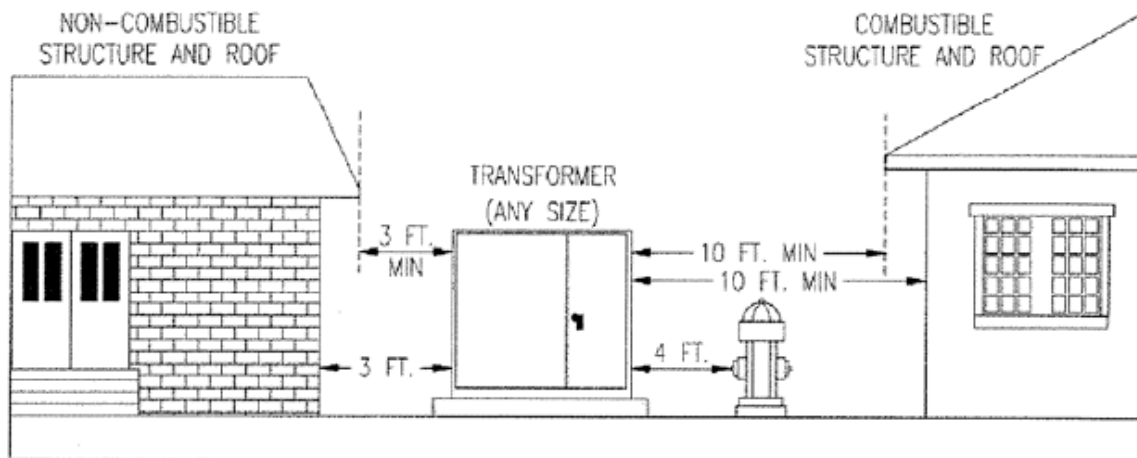 NON-COMBUSTIBLE
STRUCTURE AND ROOF
COMBUSTIBLE
STRUCTURE AND ROOF
TRANSFORMER
(ANY SIZE)
3 FT.
MIN
10 FT. MIN
10 FT. MIN
3 FT.
4 FT.